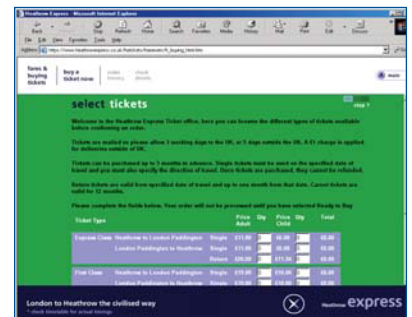 Heathrow Express - Microsoft Internet Explorer
Back Stop Refresh Home Search Favorites Media History Mail Print Edit Discuss
File Edit View Favorites Tools Help
fares & buying tickets
buy a ticket now
main
select tickets
step 1
Welcome to the Heathrow Express Ticket office, here you can browse the different types of tickets available
before confirming an order.
Tickets are mailed so please allow 3 working days in the UK, or 5 days outside the UK. A £1 charge is applied
for deliveries outside of UK.
Tickets can be purchased up to 3 months in advance. Single tickets must be used on the specified date of
travel and you must also specify the direction of travel. Once tickets are purchased, they cannot be refunded.
Return tickets are valid from specified date of travel and up to one month from that date. Carnet tickets are
valid for 12 months.
Please complete the fields below. Your order will not be processed until you have selected Ready to Buy
Ticket Type Price Adult Qty Price Child Qty Total
Express Class Heathrow to London Paddington Single
London Paddington to Heathrow Single
Return
First Class Heathrow to London Paddington Single
London Paddington to Heathrow Single
London to Heathrow the civilised way
* check timetable for actual timings
Heathrow express